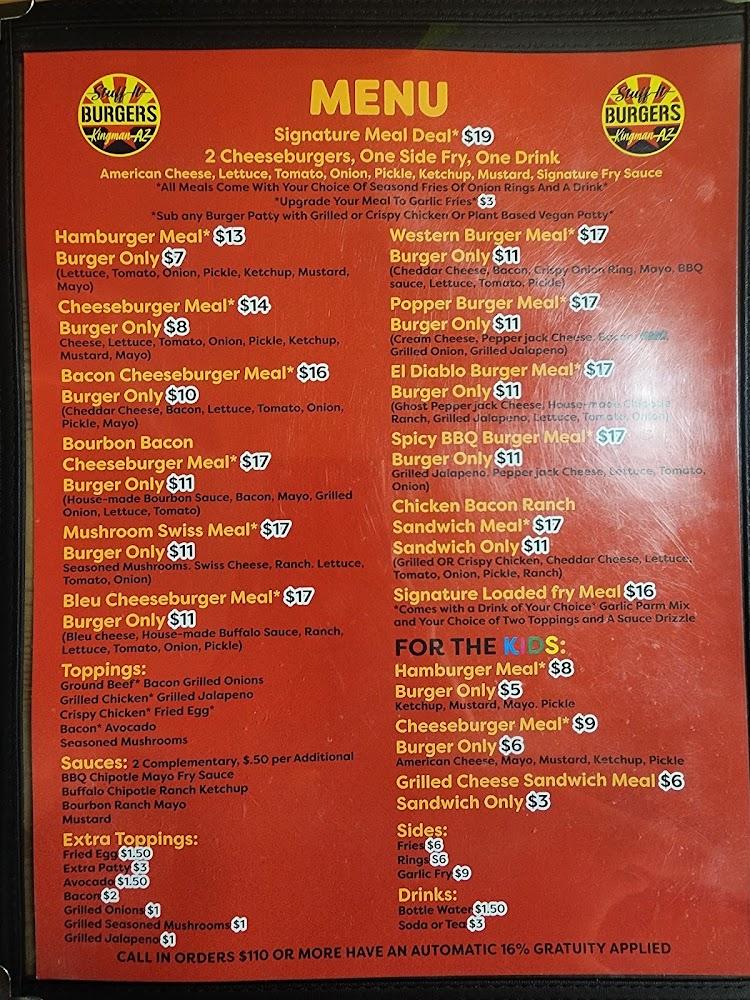 Stuff-It
BURGERS
Kingman AZ
MENU
Stuff-It
BURGERS
Kingman AZ
Signature Meal Deal* $19
2 Cheeseburgers, One Side Fry, One Drink
American Cheese, Lettuce, Tomato, Onion, Pickle, Ketchup, Mustard, Signature Fry Sauce
*All Meals Come With Your Choice Of Seasond Fries Of Onion Rings And A Drink*
*Upgrade Your Meal To Garlic Fries* $3
*Sub any Burger Patty with Grilled or Crispy Chicken Or Plant Based Vegan Patty*
Hamburger Meal* $13
Burger Only $7
(Lettuce, Tomato, Onion, Pickle, Ketchup, Mustard,
Mayo)
Cheeseburger Meal* $14
Burger Only $8
Cheese, Lettuce, Tomato, Onion, Pickle, Ketchup,
Mustard, Mayo)
Bacon Cheeseburger Meal* $16
Burger Only $10
(Cheddar Cheese, Bacon, Lettuce, Tomato, Onion,
Pickle, Mayo)
Bourbon Bacon
Cheeseburger Meal* $17
Burger Only $11
(House-made Bourbon Sauce, Bacon, Mayo, Grilled
Onion, Lettuce, Tomato)
Mushroom Swiss Meal* $17
Burger Only $11
Seasoned Mushrooms. Swiss Cheese, Ranch. Lettuce,
Tomato, Onion)
Bleu Cheeseburger Meal* $17
Burger Only $11
(Bleu cheese, House-made Buffalo Sauce, Ranch,
Lettuce, Tomato, Onion, Pickle)
Toppings:
Ground Beef* Bacon Grilled Onions
Grilled Chicken* Grilled Jalapeno
Crispy Chicken* Fried Egg*
Bacon* Avocado
Seasoned Mushrooms
Sauces: 2 Complementary, $.50 per Additional
BBQ Chipotle Mayo Fry Sauce
Buffalo Chipotle Ranch Ketchup
Bourbon Ranch Mayo
Mustard
Extra Toppings:
Fried Egg $1.50
Extra Patty $3
Avocado $1.50
Bacon $2
Grilled Onions $1
Grilled Seasoned Mushrooms $1
Grilled Jalapeno $1
Western Burger Meal* $17
Burger Only $11
(Cheddar Cheese, Bacon, Crispy Onion Ring, Mayo, BBQ
sauce, Lettuce, Tomato, Pickle)
Popper Burger Meal* $17
Burger Only $11
(Cream Cheese, Pepper jack Cheese, Bacon,
Grilled Onion, Grilled Jalapeno)
El Diablo Burger Meal* $17
Burger Only $11
(Ghost Pepper jack Cheese, House-made Chipotle
Ranch, Grilled Jalapeno, Lettuce, Tomato, Onion)
Spicy BBQ Burger Meal* $17
Burger Only $11
Grilled Jalapeno. Pepper jack Cheese, Lettuce, Tomato,
Onion)
Chicken Bacon Ranch
Sandwich Meal* $17
Sandwich Only $11
(Grilled OR Crispy Chicken, Cheddar Cheese, Lettuce,
Tomato, Onion, Pickle, Ranch)
Signature Loaded fry Meal $16
*Comes with a Drink of Your Choice* Garlic Parm Mix
and Your Choice of Two Toppings and A Sauce Drizzle
FOR THE KIDS:
Hamburger Meal* $8
Burger Only $5
Ketchup, Mustard, Mayo. Pickle
Cheeseburger Meal* $9
Burger Only $6
American Cheese, Mayo, Mustard, Ketchup, Pickle
Grilled Cheese Sandwich Meal $6
Sandwich Only $3
Sides:
Fries $6
Rings $6
Garlic Fry $9
Drinks:
Bottle Water $1.50
Soda or Tea $3
CALL IN ORDERS $110 OR MORE HAVE AN AUTOMATIC 16% GRATUITY APPLIED